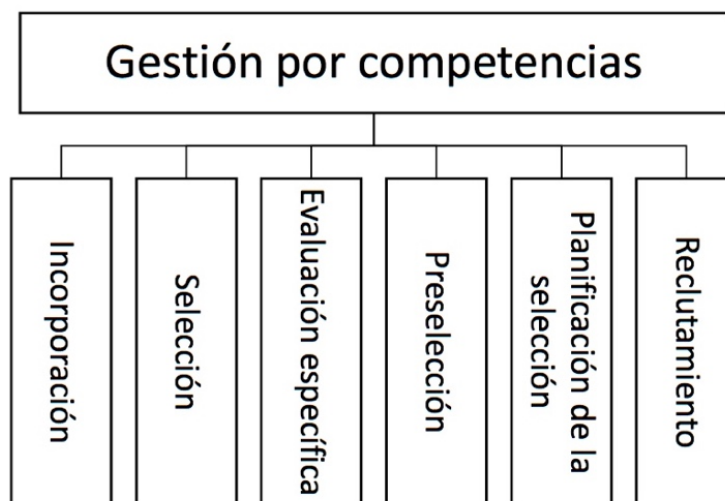 Gestión por competencias
Incorporación
Selección
Evaluación específica
Preselección
Planificación de la
selección
Reclutamiento